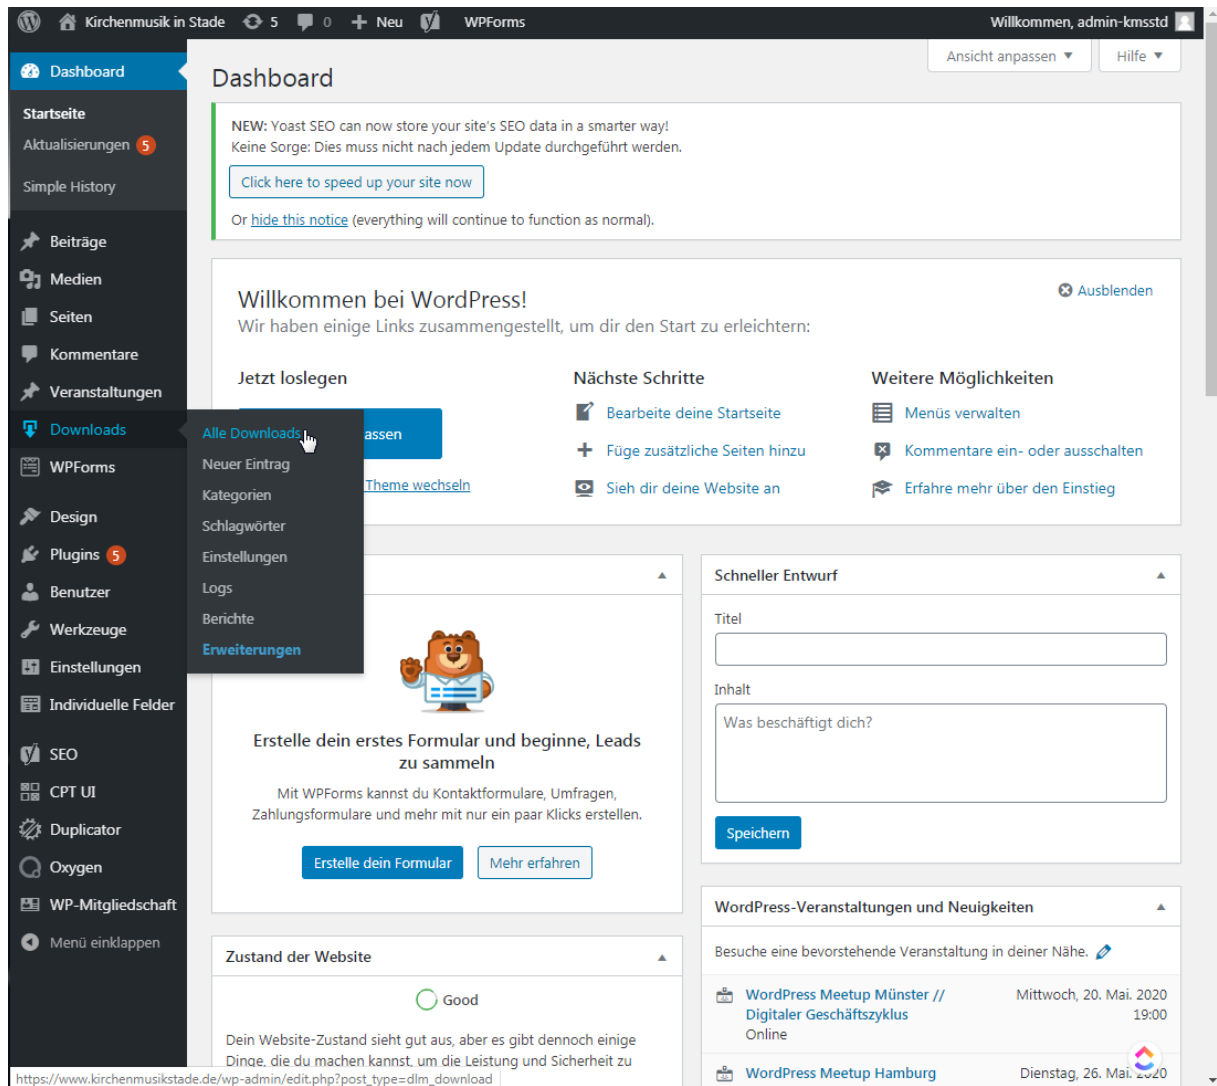 Kirchenmusik in Stade 5 0 Neu WPForms Willkommen, admin-kmsstd
Ansicht anpassen Hilfe
Dashboard
Startseite
Aktualisierungen 5
Simple History
Beiträge
Medien
Seiten
Kommentare
Veranstaltungen
Downloads
WPForms
Design
Plugins 5
Benutzer
Werkzeuge
Einstellungen
Individuelle Felder
SEO
CPT UI
Duplicator
Oxygen
WP-Mitgliedschaft
Menü einklappen
Alle Downloads
Neuer Eintrag
Kategorien
Schlagwörter
Einstellungen
Logs
Berichte
Erweiterungen
Dashboard
NEW: Yoast SEO can now store your site's SEO data in a smarter way!
Keine Sorge: Dies muss nicht nach jedem Update durchgeführt werden.
Click here to speed up your site now
Or hide this notice (everything will continue to function as normal).
Willkommen bei WordPress!
Ausblenden
Wir haben einige Links zusammengestellt, um dir den Start zu erleichtern:
Jetzt loslegen
assen
Theme wechseln
Nächste Schritte
Bearbeite deine Startseite
Füge zusätzliche Seiten hinzu
Sieh dir deine Website an
Weitere Möglichkeiten
Menüs verwalten
Kommentare ein- oder ausschalten
Erfahre mehr über den Einstieg
Erstelle dein erstes Formular und beginne, Leads
zu sammeln
Mit WPForms kannst du Kontaktformulare, Umfragen,
Zahlungsformulare und mehr mit nur ein paar Klicks erstellen.
Erstelle dein Formular Mehr erfahren
Zustand der Website
Good
Dein Website-Zustand sieht gut aus, aber es gibt dennoch einige
Dinge, die du machen kannst, um die Leistung und Sicherheit zu
Schneller Entwurf
Titel
Inhalt
Was beschäftigt dich?
Speichern
WordPress-Veranstaltungen und Neuigkeiten
Besuche eine bevorstehende Veranstaltung in deiner Nähe.
WordPress Meetup Münster // Mittwoch, 20. Mai. 2020
Digitaler Geschäftszyklus 19:00
Online
WordPress Meetup Hamburg Dienstag, 26. Mai. 2020
https://www.kirchenmusikstade.de/wp-admin/edit.php?post_type=dlm_download